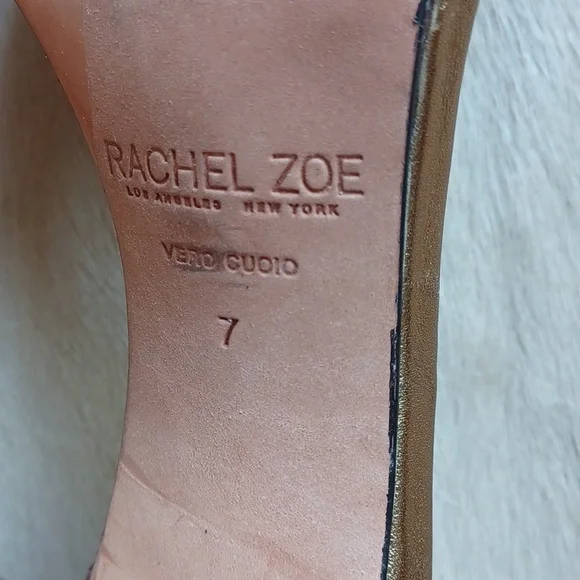 RACHEL ZOE
LOS ANGELES NEW YORK
VERO CUOIO
7